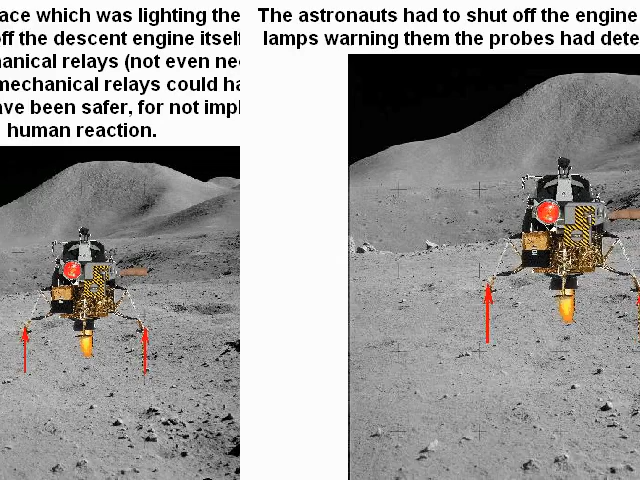 ace which was lighting the
ff the descent engine itself
anical relays (not even ne
mechanical relays could ha
ave been safer, for not impl
human reaction.
The astronauts had to shut off the engine
lamps warning them the probes had dete